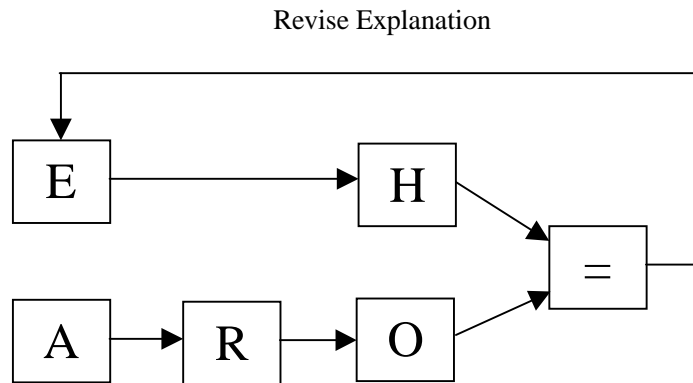 Revise Explanation
E
H
=
A
R
O